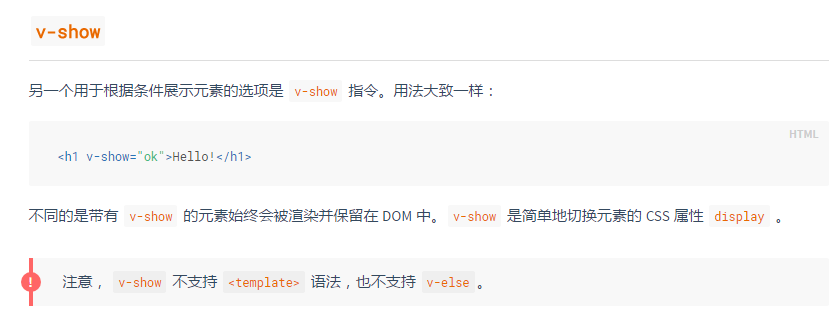 v-show
另一个用于根据条件展示元素的选项是 v-show 指令。用法大致一样：
HTML
<h1 v-show="ok">Hello!</h1>
不同的是带有 v-show 的元素始终会被渲染并保留在 DOM 中。v-show 是简单地切换元素的 CSS 属性 display 。
!
注意，v-show 不支持 <template> 语法，也不支持 v-else。